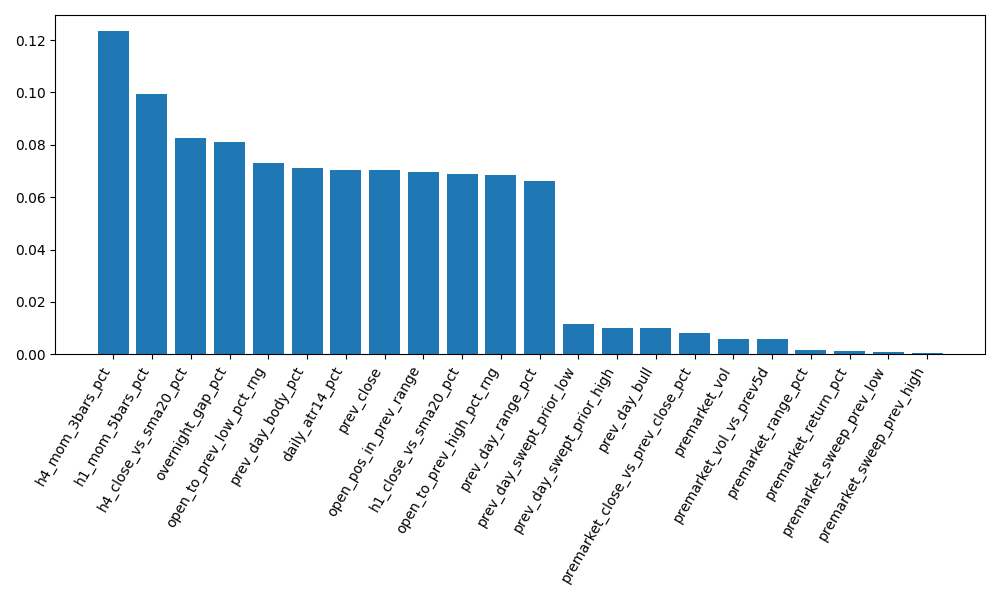 0.12
0.10
0.08
0.06
0.04
0.02
0.00
h4_mom_3bars_pct
h1_mom_5bars_pct
h4_close_vs_sma20_pct
overnight_gap_pct
open_to_prev_low_pct_rng
prev_day_body_pct
daily_atr14_pct
prev_close
open_pos_in_prev_range
h1_close_vs_sma20_pct
open_to_prev_high_pct_rng
prev_day_range_pct
prev_day_swept_prior_low
prev_day_swept_prior_high
prev_day_bull
premarket_close_vs_prev_close_pct
premarket_vol
premarket_vol_vs_prev5d
premarket_range_pct
premarket_return_pct
premarket_sweep_prev_low
premarket_sweep_prev_high